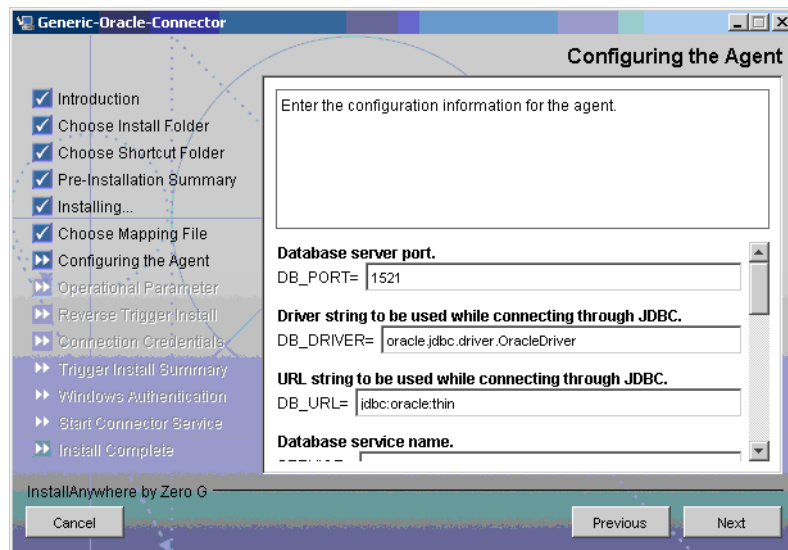 Generic-Oracle-Connector
Configuring the Agent
Introduction
Choose Install Folder
Choose Shortcut Folder
Pre-Installation Summary
Installing...
Choose Mapping File
Configuring the Agent
Operational Parameter
Reverse Trigger Install
Connection Credentials
Trigger Install Summary
Windows Authentication
Start Connector Service
Install Complete
Enter the configuration information for the agent.
Database server port.
DB_PORT= 1521
Driver string to be used while connecting through JDBC.
DB_DRIVER= oracle.jdbc.driver.OracleDriver
URL string to be used while connecting through JDBC.
DB_URL= jdbc:oracle:thin
Database service name.
InstallAnywhere by Zero G
Cancel
Previous
Next